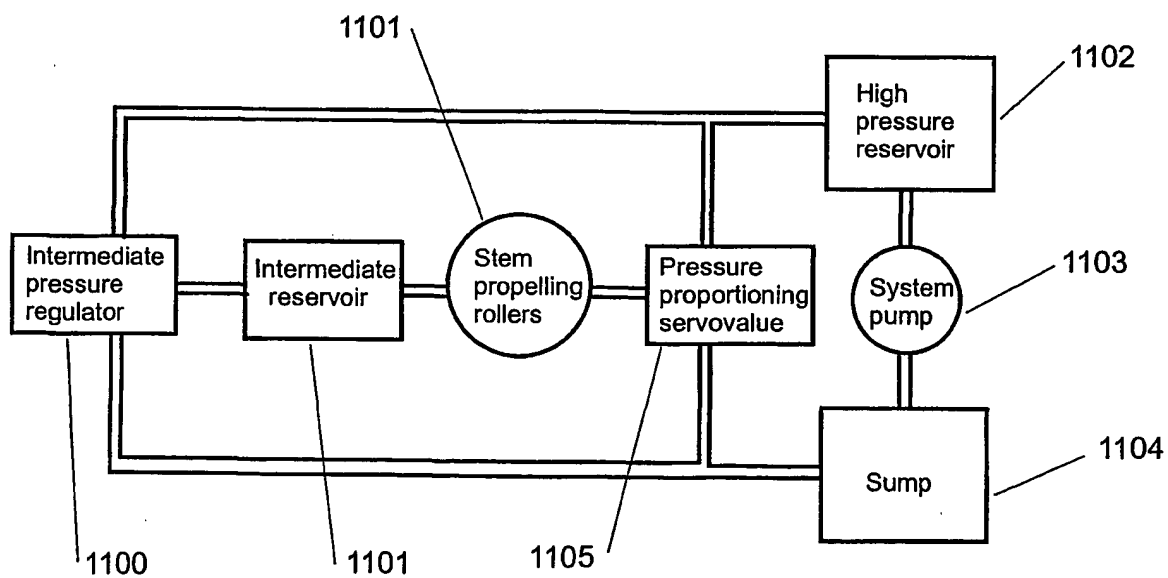 1101
1102
High
pressure
reservoir
Intermediate
pressure
regulator
Intermediate
reservoir
Stem
propelling
rollers
Pressure
proportioning
servovalue
System
pump
1103
Sump
1104
1100
1101
1105